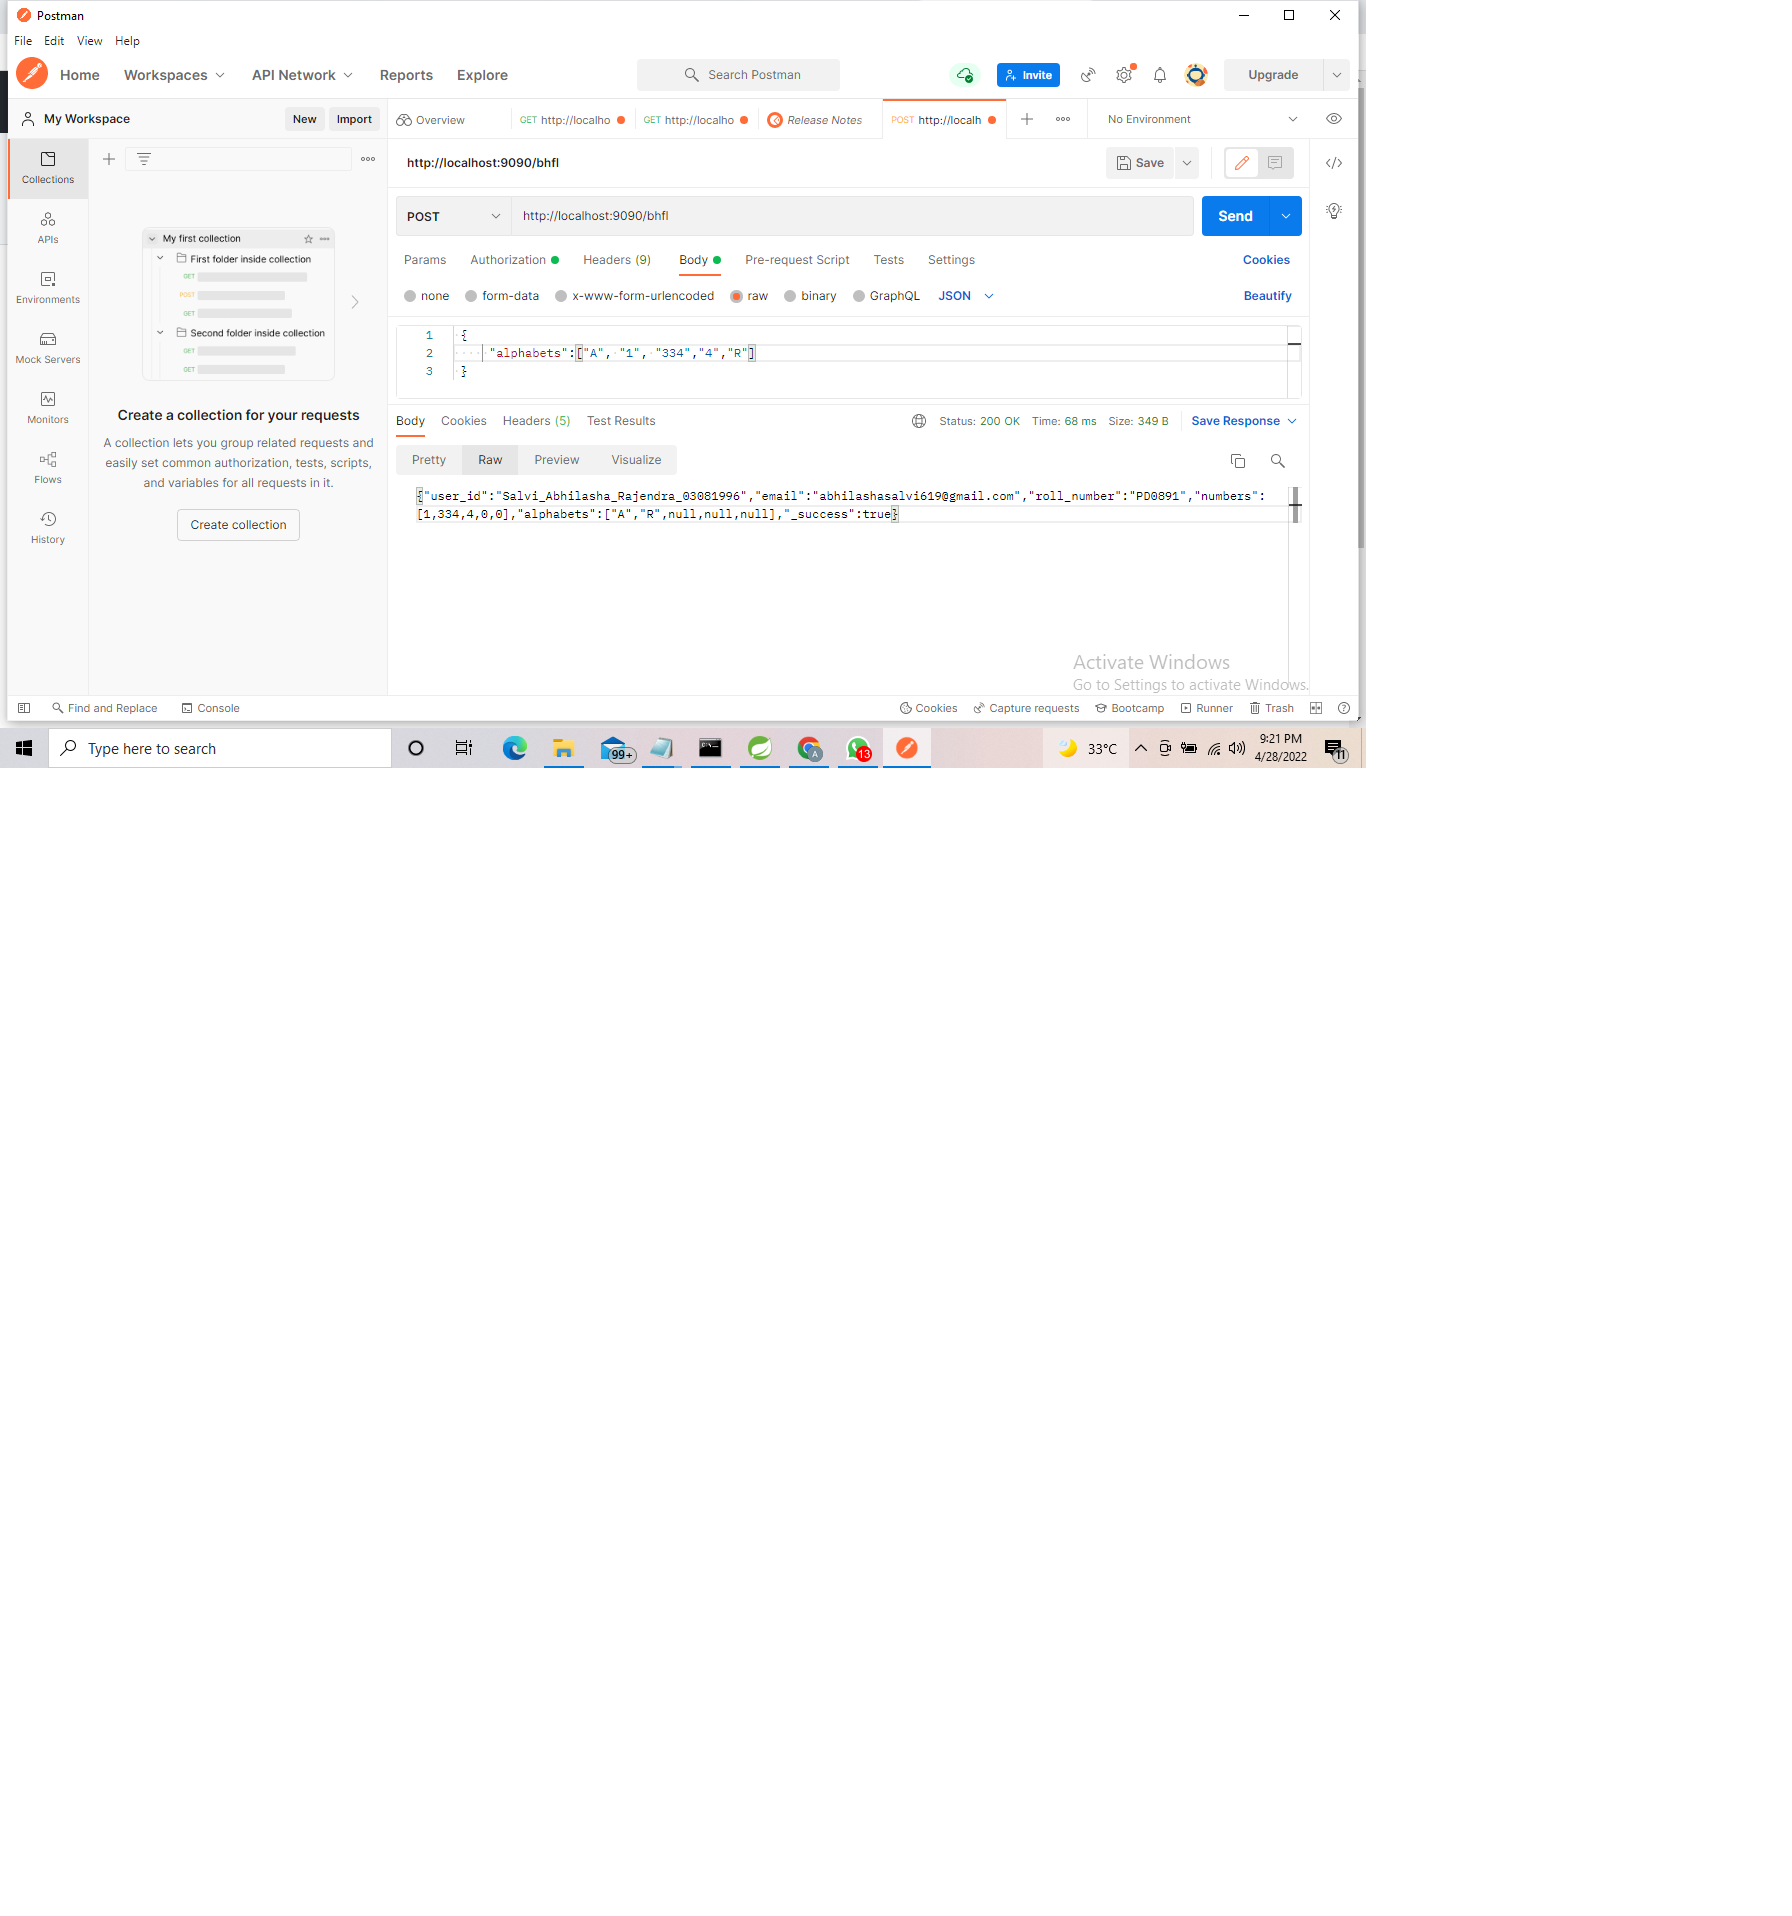 Postman
File Edit View Help
Home Workspaces API Network Reports Explore Search Postman Invite Upgrade
My Workspace New Import Overview GET http://localho GET http://localho Release Notes POST http://localh No Environment
http://localhost:9090/bhfl Save
Collections
APIs
Environments
Mock Servers
Monitors
Flows
History
My first collection
First folder inside collection
GET
POST
GET
Second folder inside collection
GET
GET
Create a collection for your requests
A collection lets you group related requests and
easily set common authorization, tests, scripts,
and variables for all requests in it.
Create collection
POST http://localhost:9090/bhfl Send
Params Authorization Headers (9) Body Pre-request Script Tests Settings Cookies
none form-data x-www-form-urlencoded raw binary GraphQL JSON Beautify
1 {
2 "alphabets":["A", "1", "334","4","R"]
3 }
Body Cookies Headers (5) Test Results Status: 200 OK Time: 68 ms Size: 349 B Save Response
Pretty Raw Preview Visualize
{"user_id":"Salvi_Abhilasha_Rajendra_03081996","email":"abhilashasalvi619@gmail.com","roll_number":"PD0891","numbers":
[1,334,4,0,0],"alphabets":["A","R",null,null,null],"_success":true}
Activate Windows
Go to Settings to activate Windows.
Find and Replace Console Cookies Capture requests Bootcamp Runner Trash
Type here to search 99+ A 13 33°C 9:21 PM
4/28/2022 11